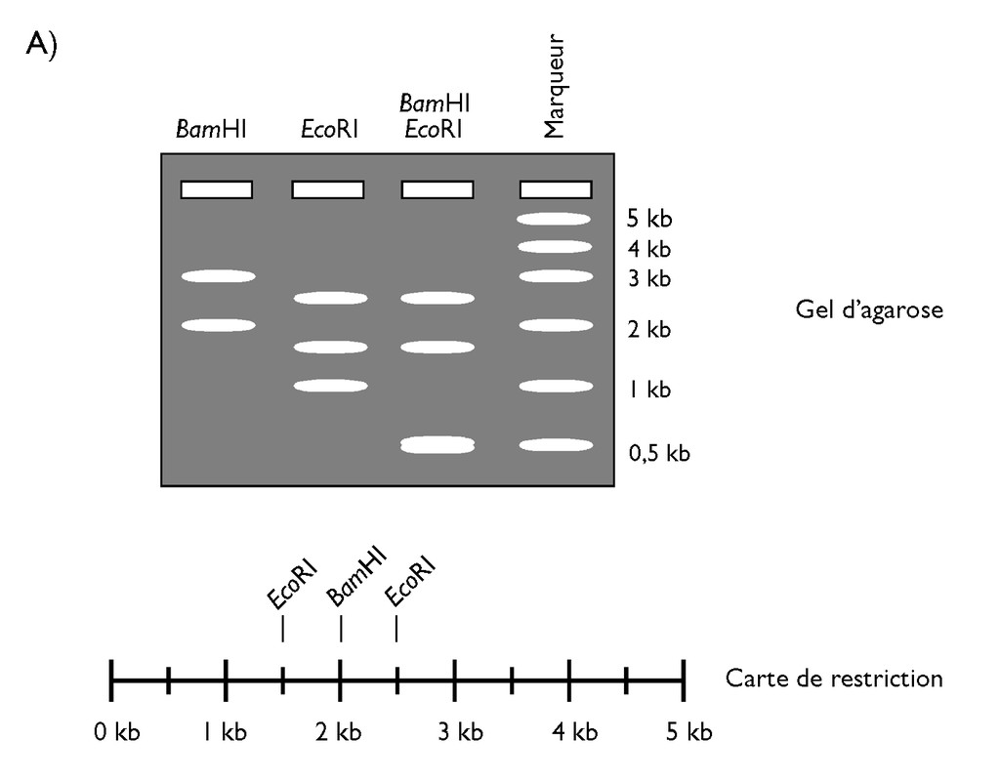 A)
BamHI
EcoRI
BamHI
EcoRI
Marqueur
5 kb
4 kb
3 kb
2 kb
1 kb
0,5 kb
Gel d'agarose
EcoRI
BamHI
EcoRI
Carte de restriction
0 kb
1 kb
2 kb
3 kb
4 kb
5 kb